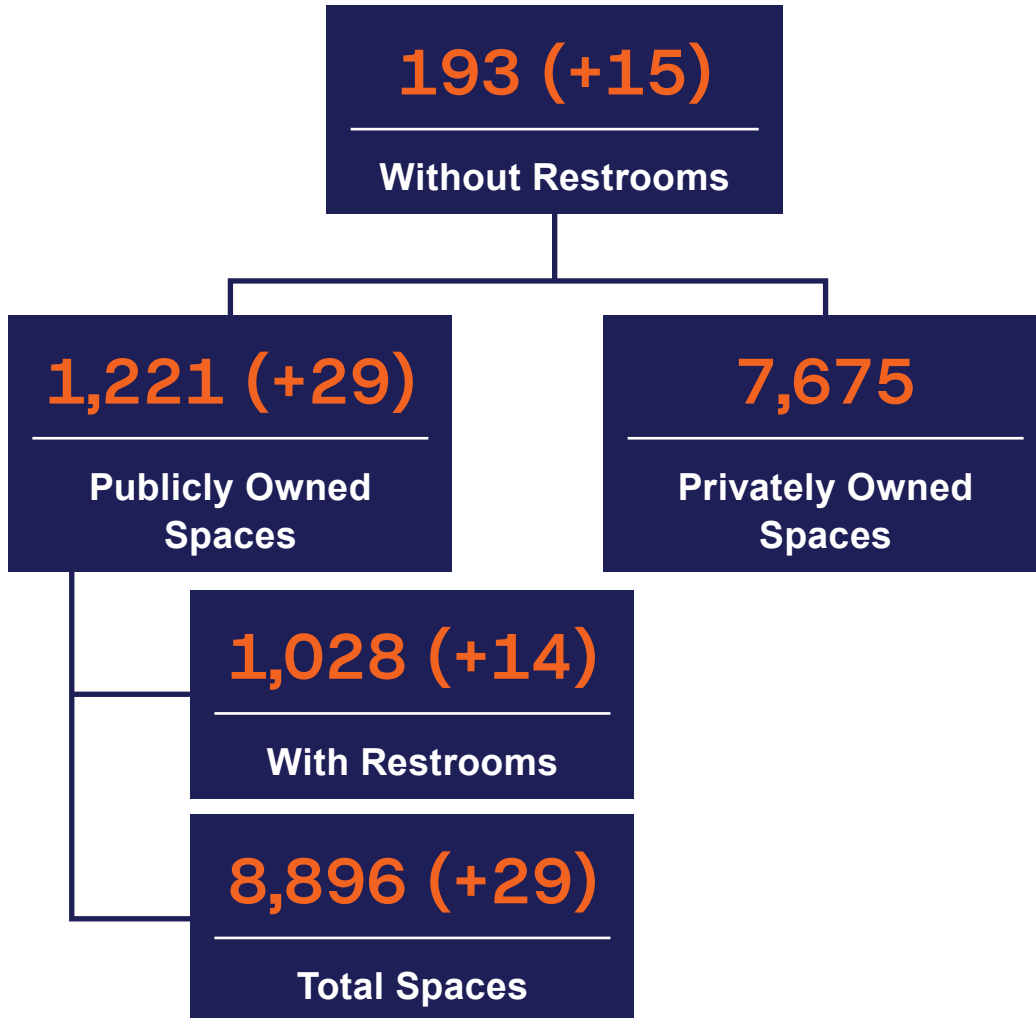 193 (+15)
Without Restrooms
1,221 (+29)
Publicly Owned
Spaces
7,675
Privately Owned
Spaces
1,028 (+14)
With Restrooms
8,896 (+29)
Total Spaces